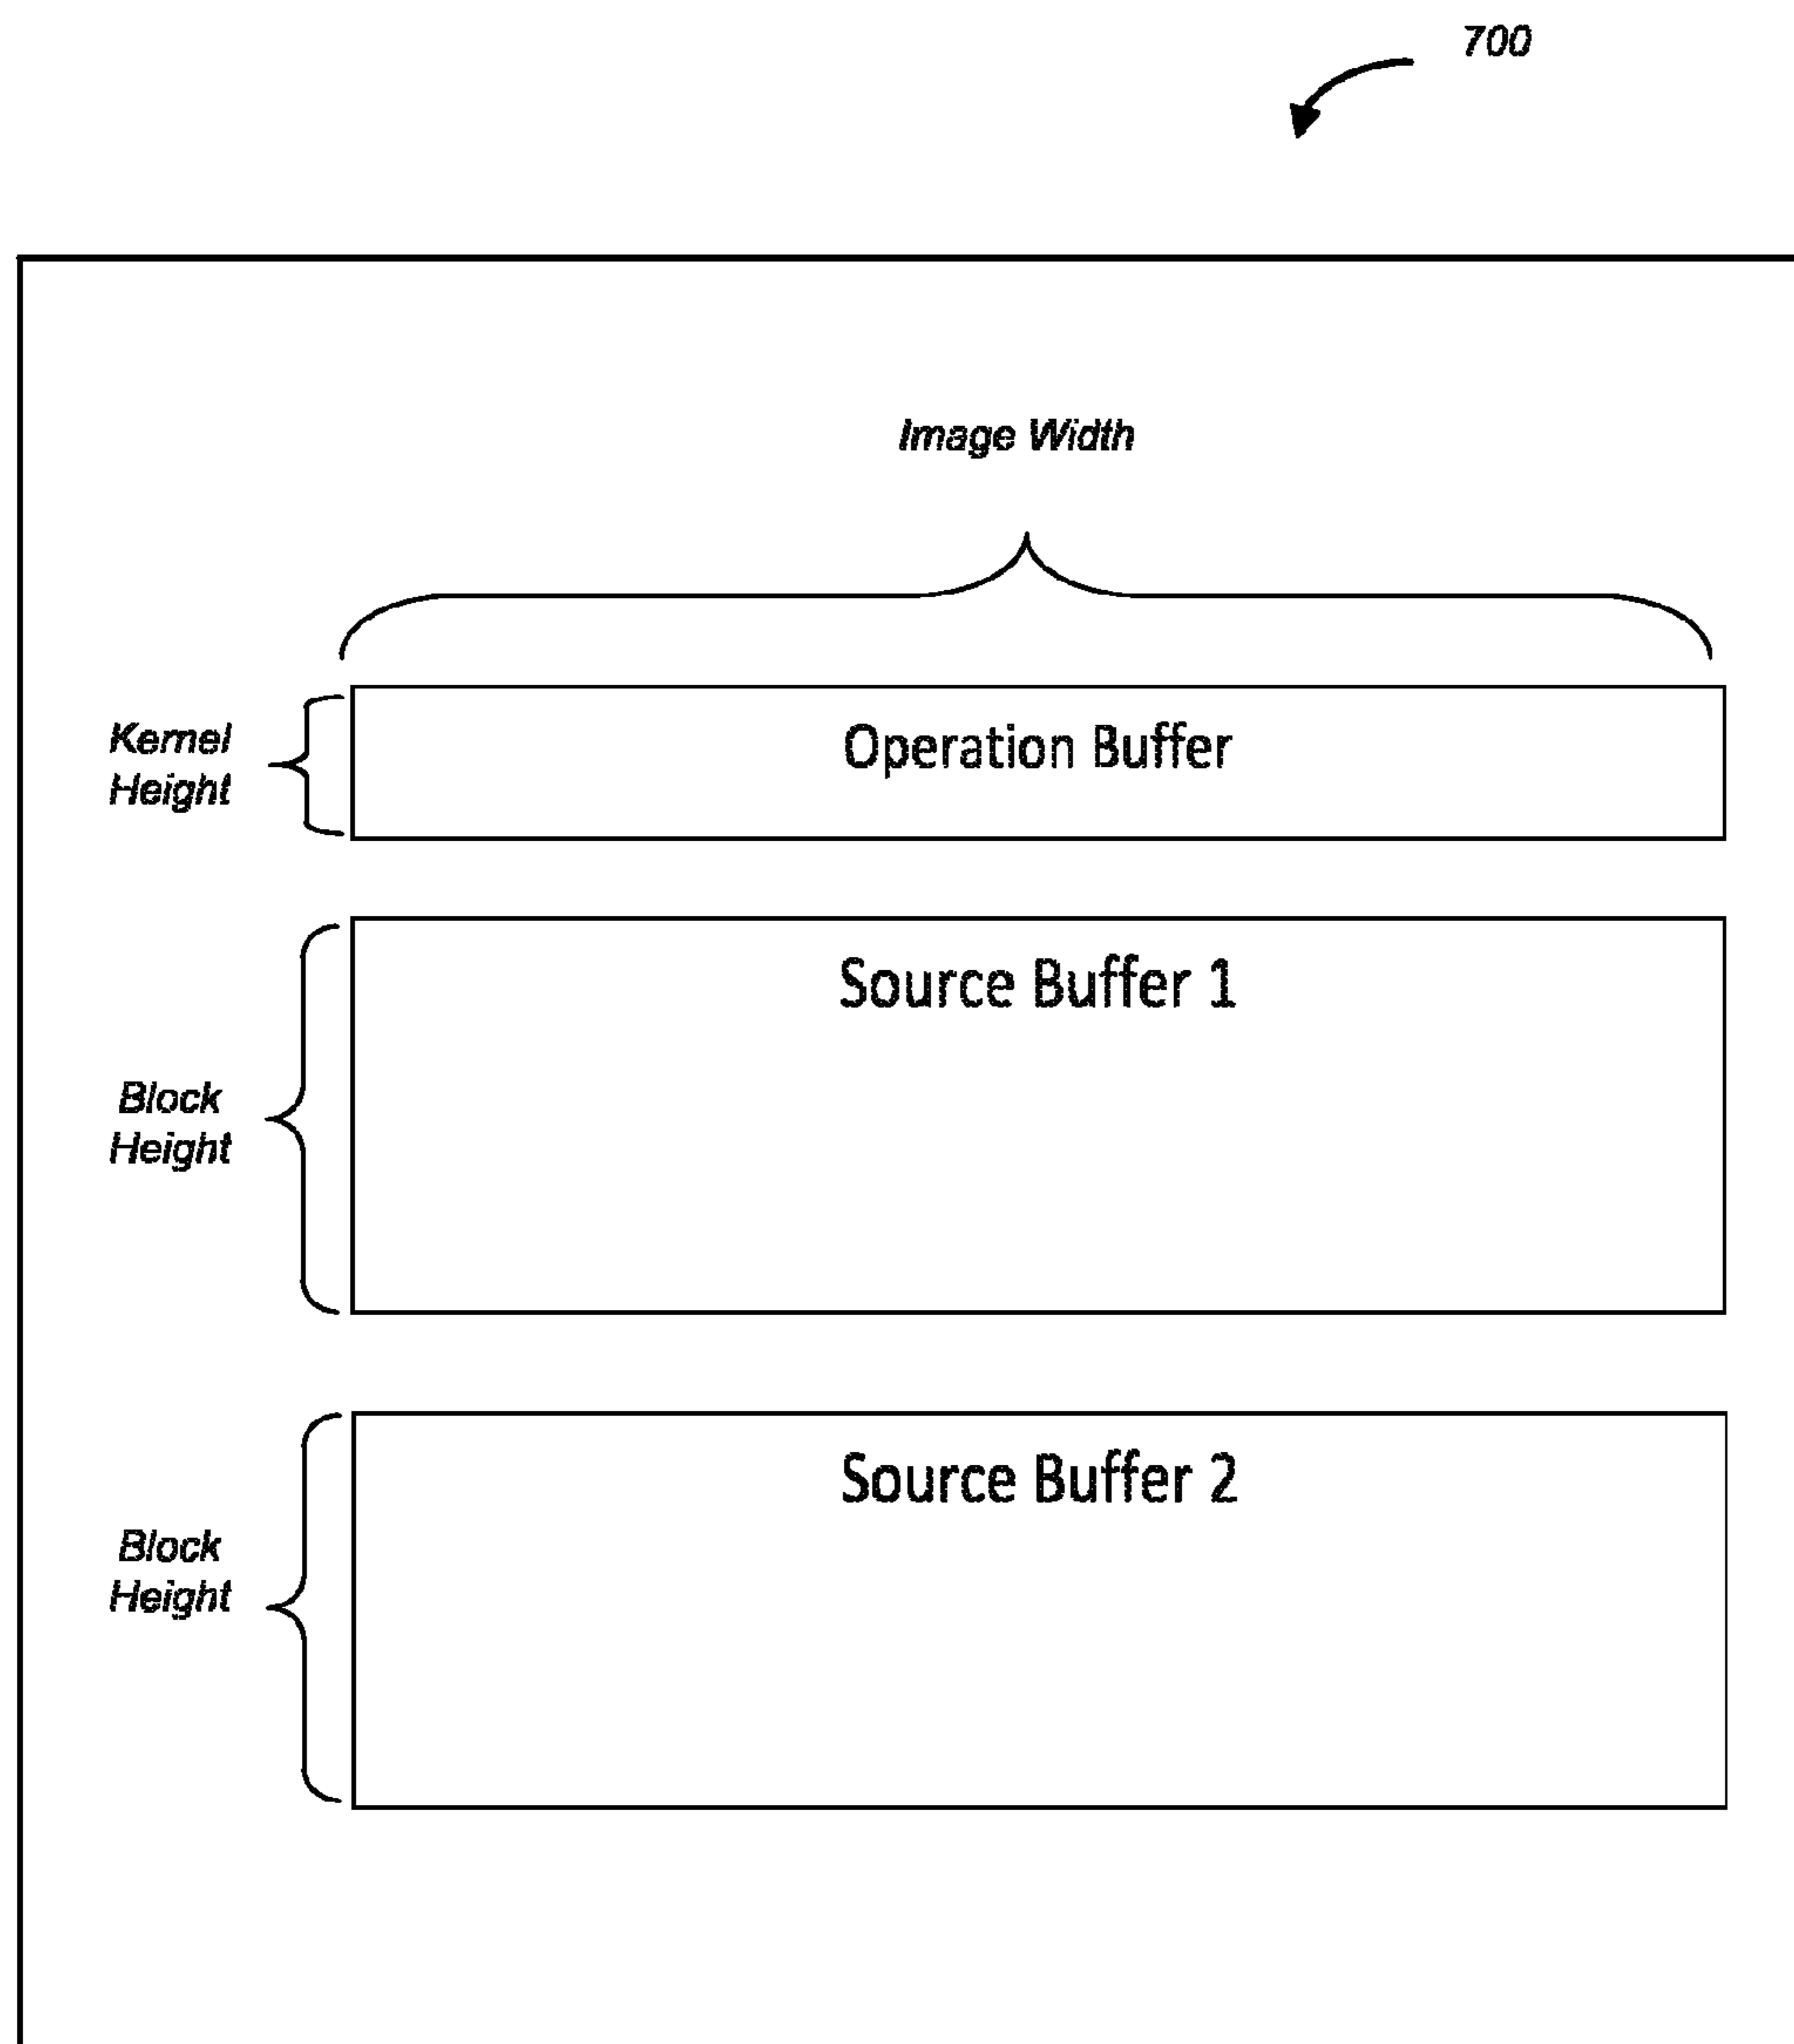 700
Image Width
Kernel
Height
Operation Buffer
Source Buffer 1
Block
Height
Source Buffer 2
Block
Height